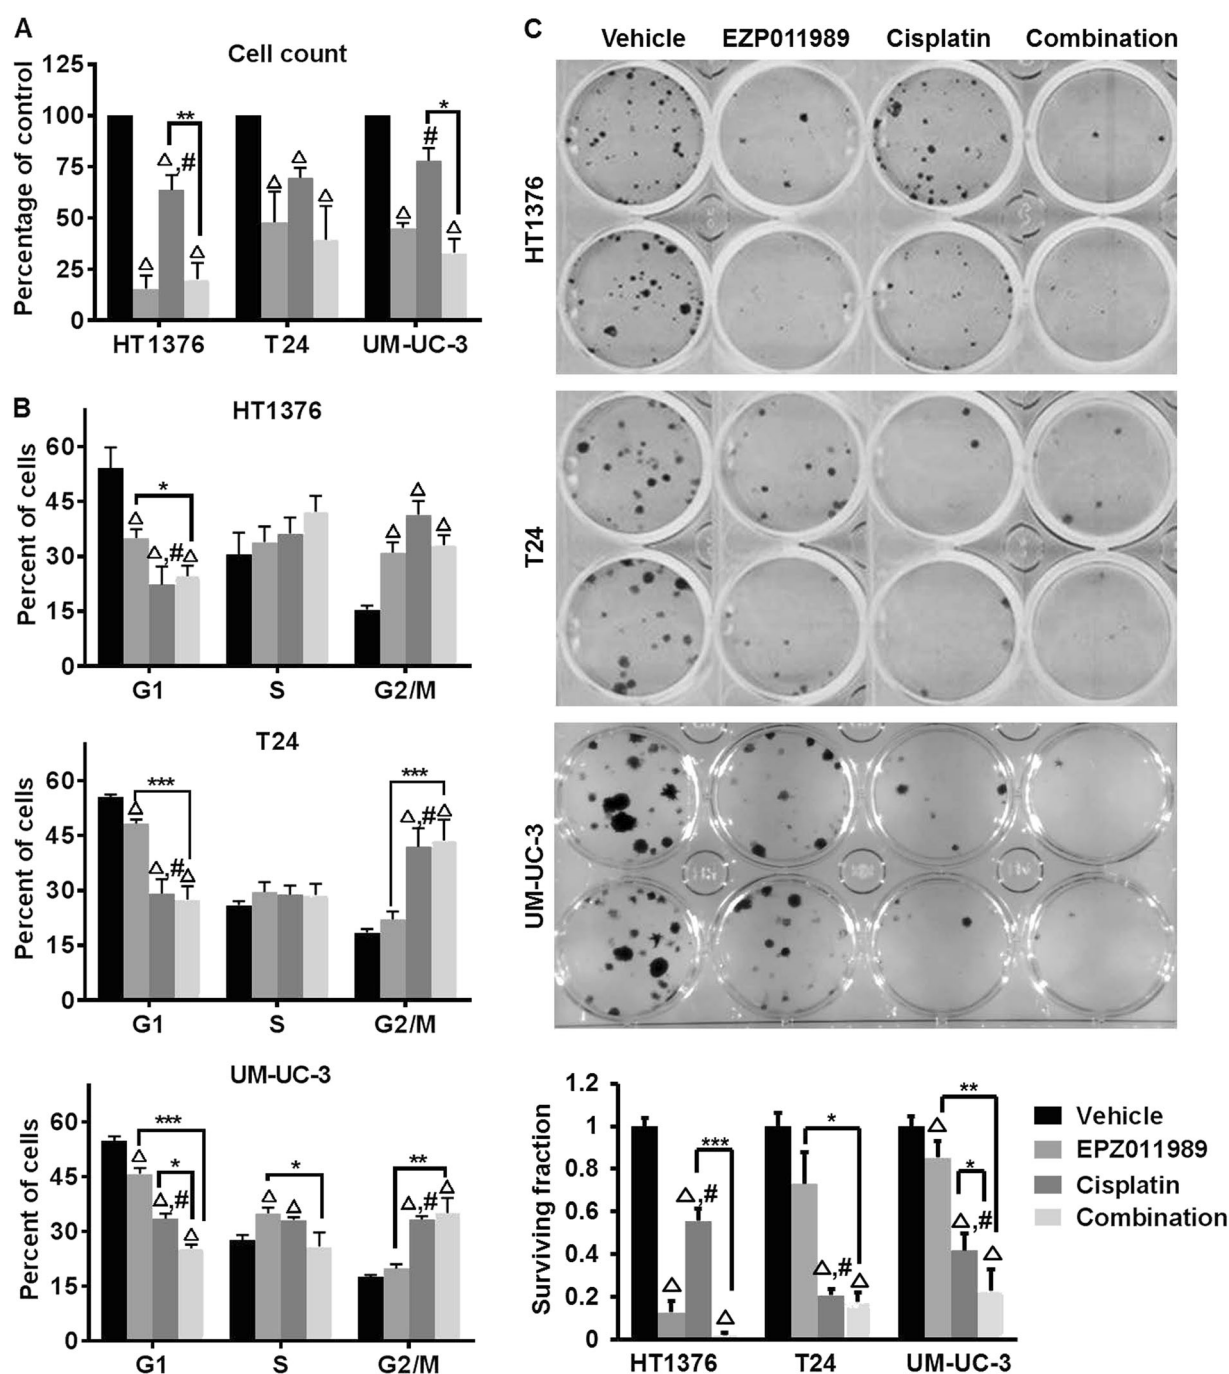 A
Cell count
Percentage of control
125
100
75
50
25
0
**
*
Δ,#
Δ
Δ
Δ
Δ
Δ
Δ
#
Δ
HT1376
T24
UM-UC-3
B
HT1376
Percent of cells
60
45
30
15
0
*
Δ
Δ,#
Δ
Δ
Δ
Δ
G1
S
G2/M
T24
Percent of cells
60
45
30
15
0
***
***
Δ
Δ,#
Δ
Δ,#
Δ
G1
S
G2/M
UM-UC-3
Percent of cells
60
45
30
15
0
***
*
*
**
Δ
Δ,#
Δ
Δ
Δ
Δ,#
Δ
G1
S
G2/M
C
Vehicle
EZP011989
Cisplatin
Combination
HT1376
T24
UM-UC-3
Surviving fraction
1.2
1
0.8
0.6
0.4
0.2
0
***
*
**
*
Δ
Δ,#
Δ
Δ,#
Δ
Δ
Δ,#
Δ
HT1376
T24
UM-UC-3
Vehicle
EPZ011989
Cisplatin
Combination